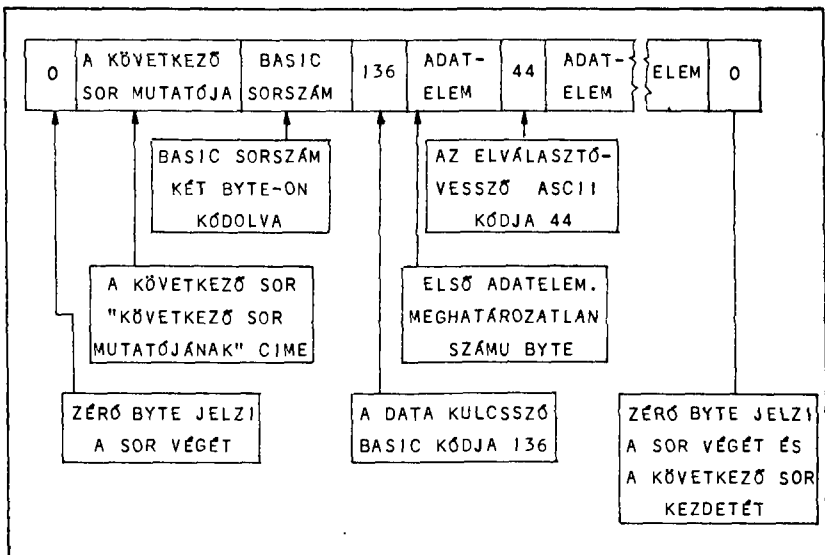 0 A KÖVETKEZŐ BASIC 136 ADAT- 44 ADAT- ELEM 0
SOR MUTATÓJA SORSZÁM ELEM ELEM
BASIC SORSZÁM
KÉT BYTE-ON
KÓDOLVA
AZ ELVÁLASZTÓ-
VESSZŐ ASCII
KÓDJA 44
A KÖVETKEZŐ SOR
"KÖVETKEZŐ SOR
MUTATÓJÁNAK" CIME
ELSŐ ADATELEM.
MEGHATÁROZATLAN
SZÁMU BYTE
ZÉRÓ BYTE JELZI
A SOR VÉGÉT
A DATA KULCSSZÓ
BASIC KÓDJA 136
ZÉRÓ BYTE JELZI
A SOR VÉGÉT ÉS
A KÖVETKEZŐ SOR
KEZDETÉT